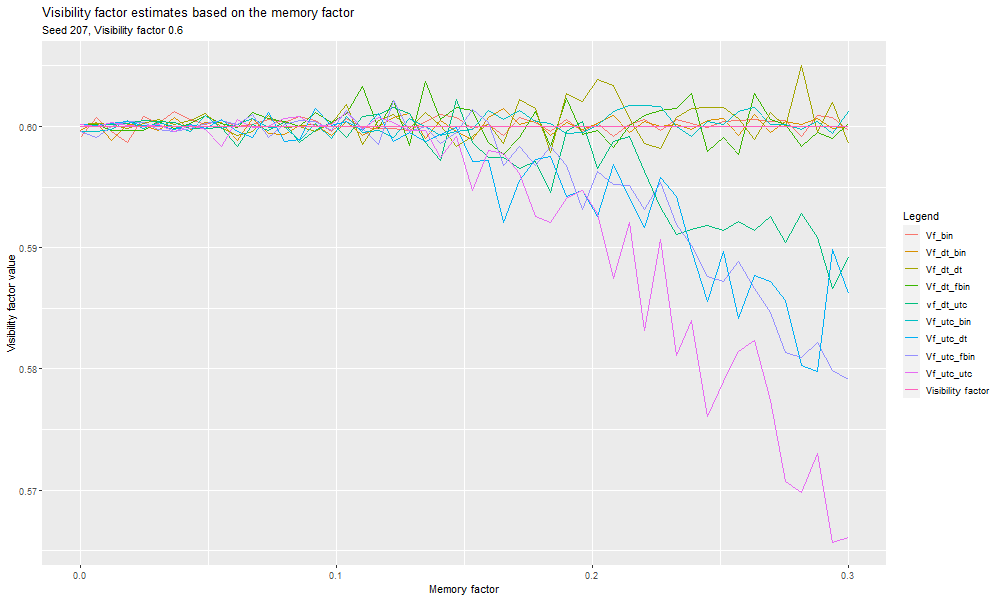 Visibility factor estimates based on the memory factor
Seed 207, Visibility factor 0.6
Visibility factor value
0.60
0.59
0.58
0.57
0.0
0.1
0.2
0.3
Memory factor
Legend
Vf_bin
Vf_dt_bin
Vf_dt_dt
Vf_dt_fbin
vf_dt_utc
Vf_utc_bin
Vf_utc_dt
Vf_utc_fbin
Vf_utc_utc
Visibility factor